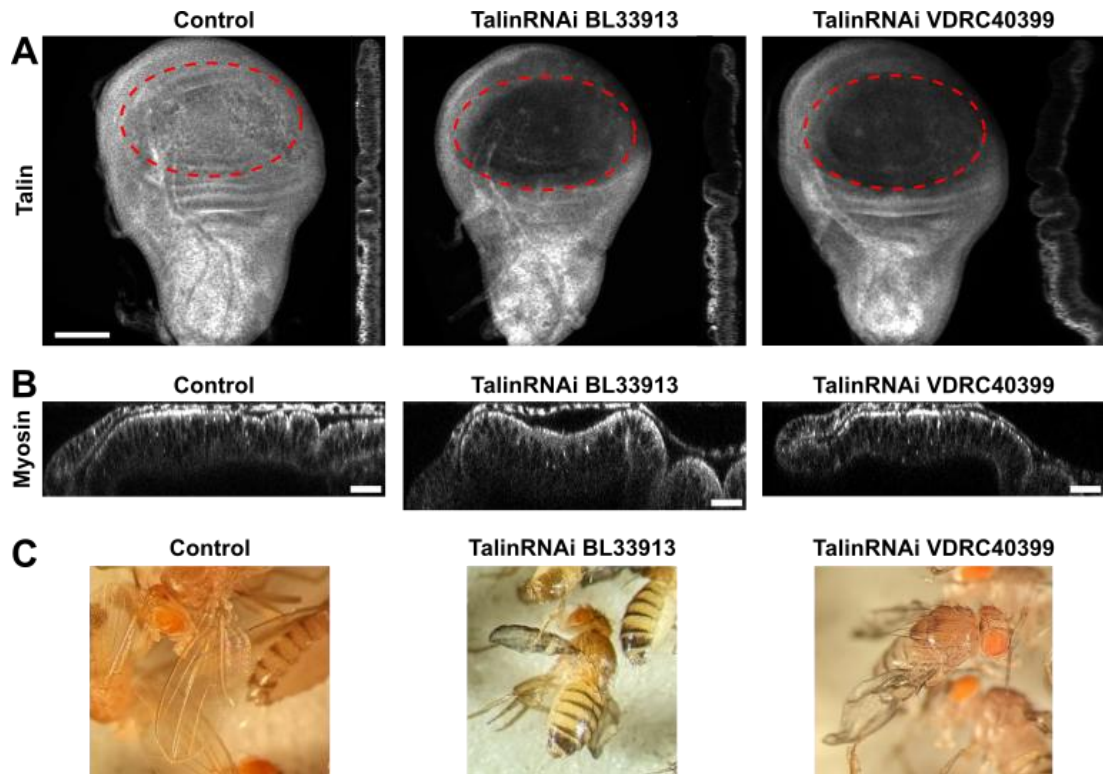 Control TalinRNAi BL33913 TalinRNAi VDRC40399
A
Talin
Control TalinRNAi BL33913 TalinRNAi VDRC40399
B
Myosin
Control TalinRNAi BL33913 TalinRNAi VDRC40399
C